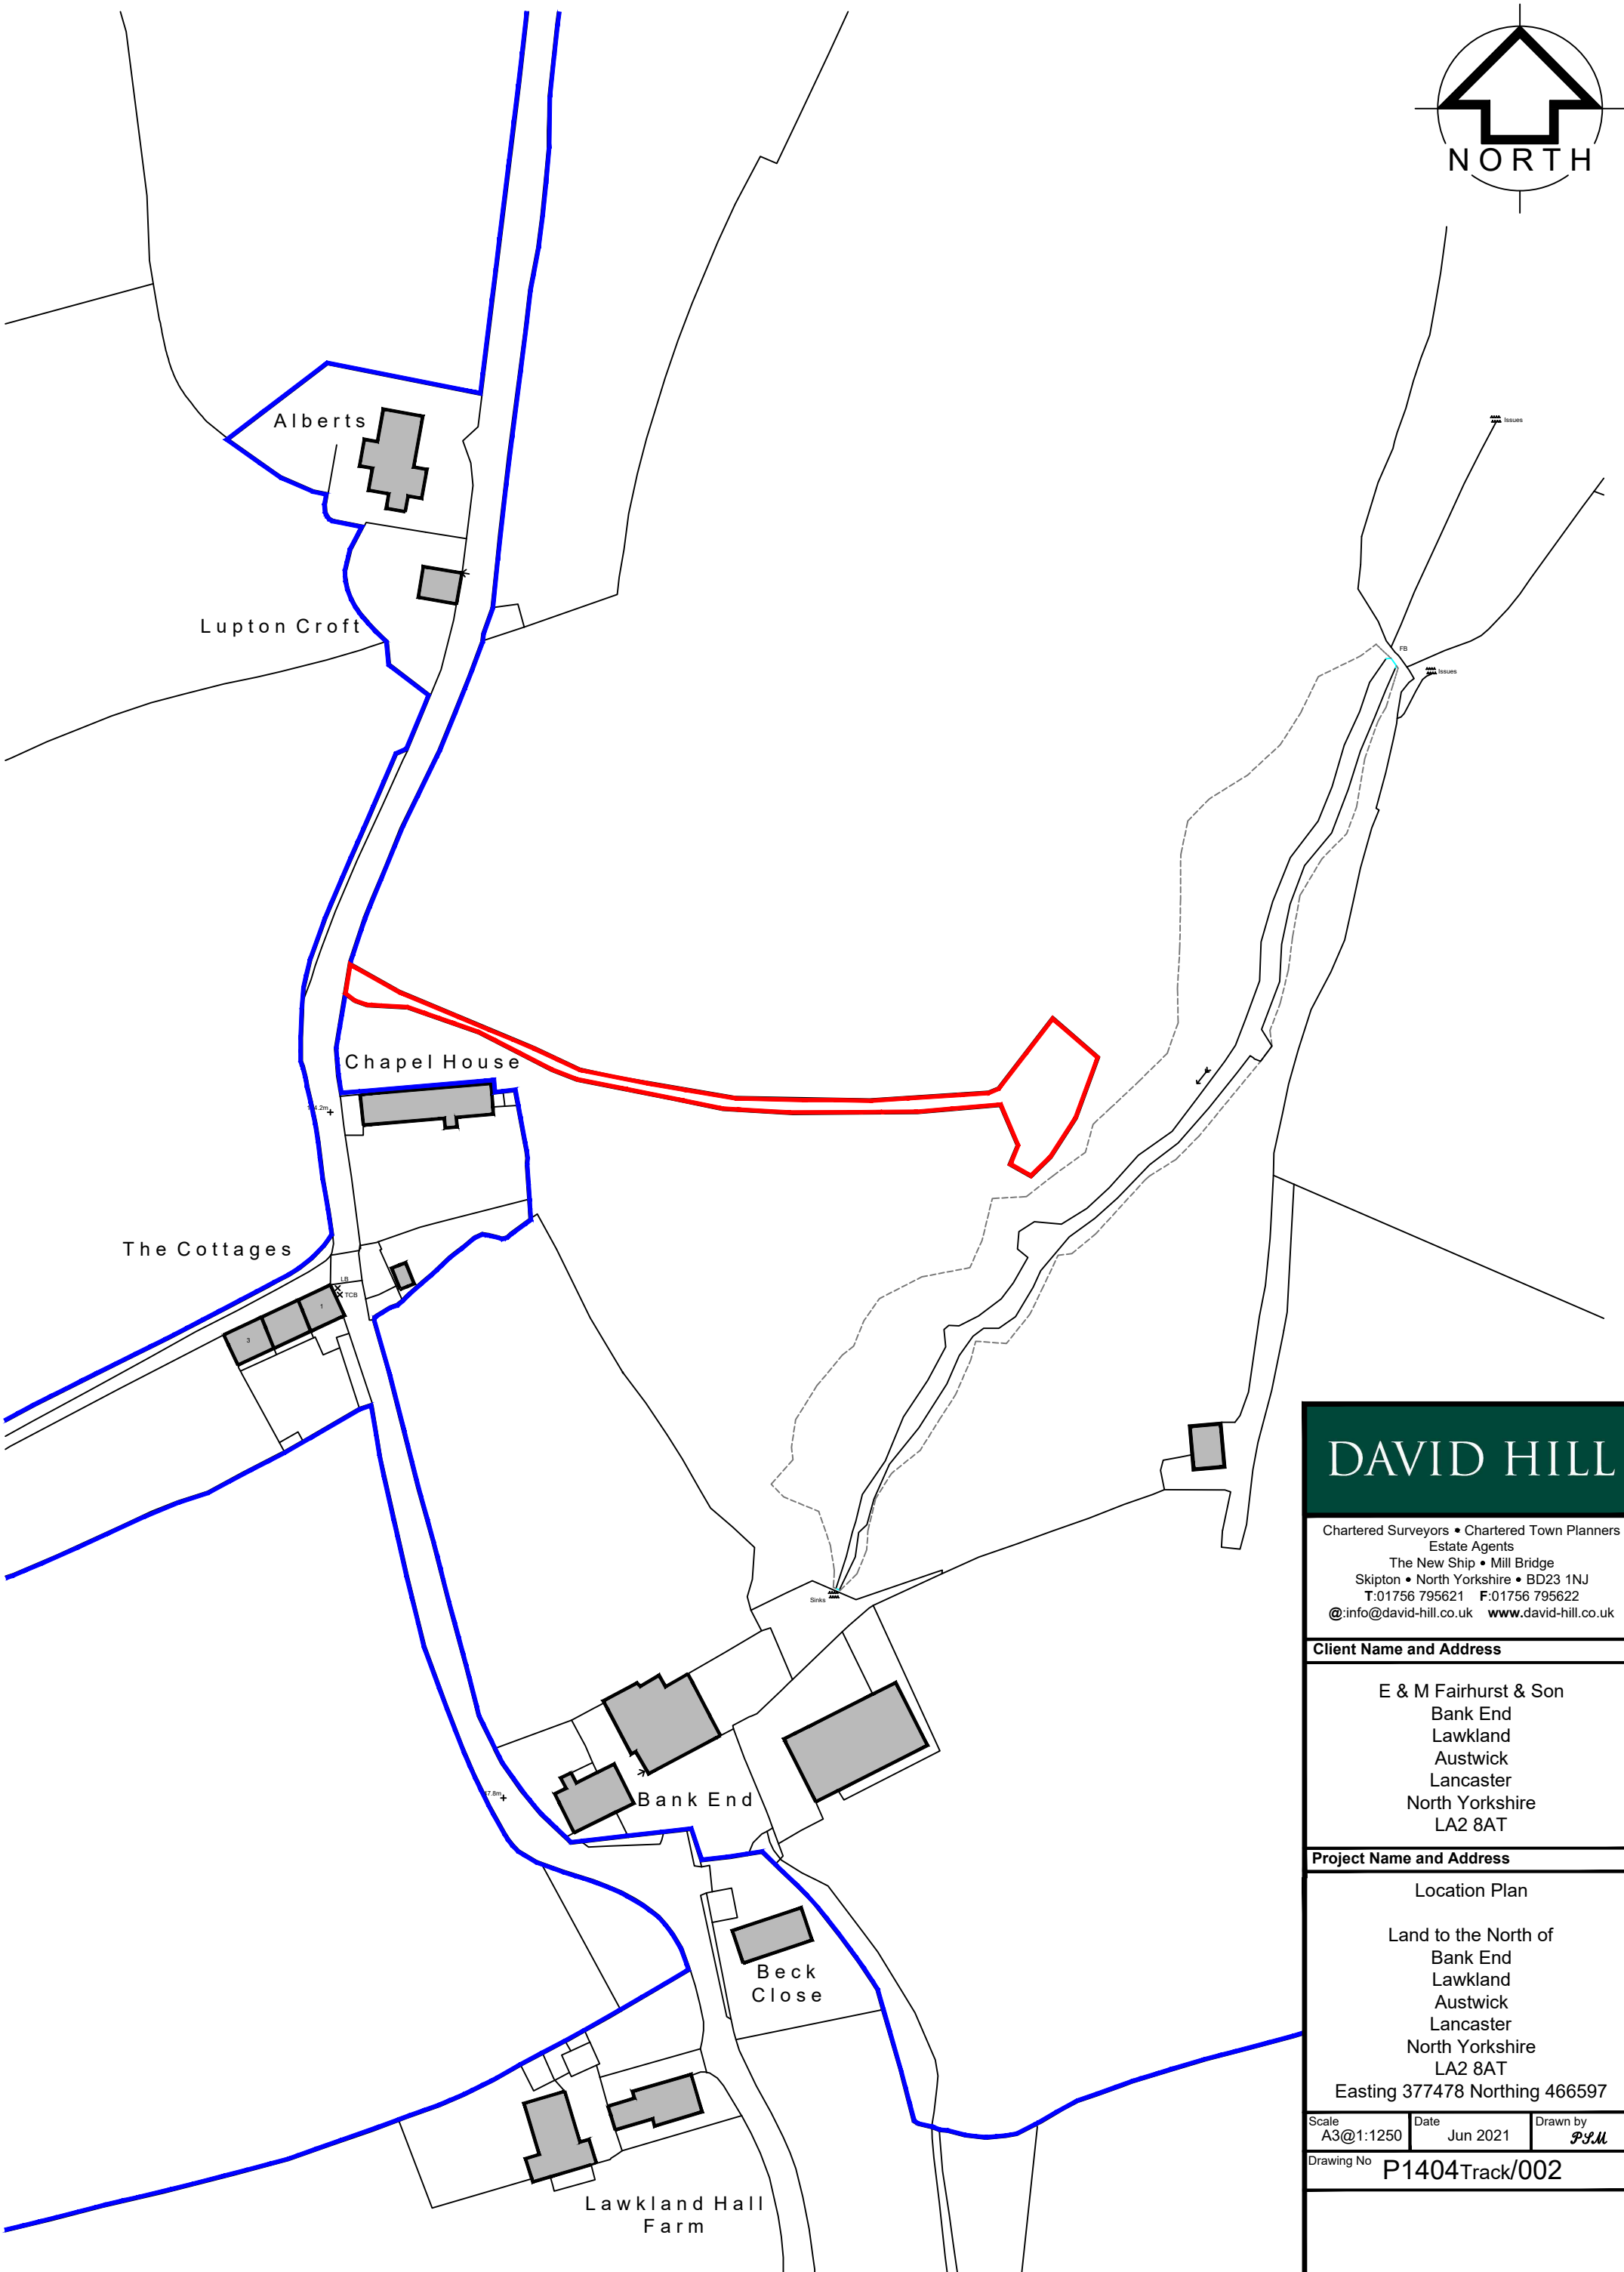 NORTH
Alberts
Issues
Lupton Croft
FB
Issues
Chapel House
The Cottages
LB
TCB
1
3
Sinks
Bank End
Beck
Close
Lawkland Hall
Farm
DAVID HILL
Chartered Surveyors • Chartered Town Planners
Estate Agents
The New Ship • Mill Bridge
Skipton • North Yorkshire • BD23 1NJ
T:01756 795621 F:01756 795622
@:info@david-hill.co.uk www.david-hill.co.uk
Client Name and Address
E & M Fairhurst & Son
Bank End
Lawkland
Austwick
Lancaster
North Yorkshire
LA2 8AT
Project Name and Address
Location Plan
Land to the North of
Bank End
Lawkland
Austwick
Lancaster
North Yorkshire
LA2 8AT
Easting 377478 Northing 466597
Scale
A3@1:1250
Date
Jun 2021
Drawn by
PSM
Drawing No P1404Track/002